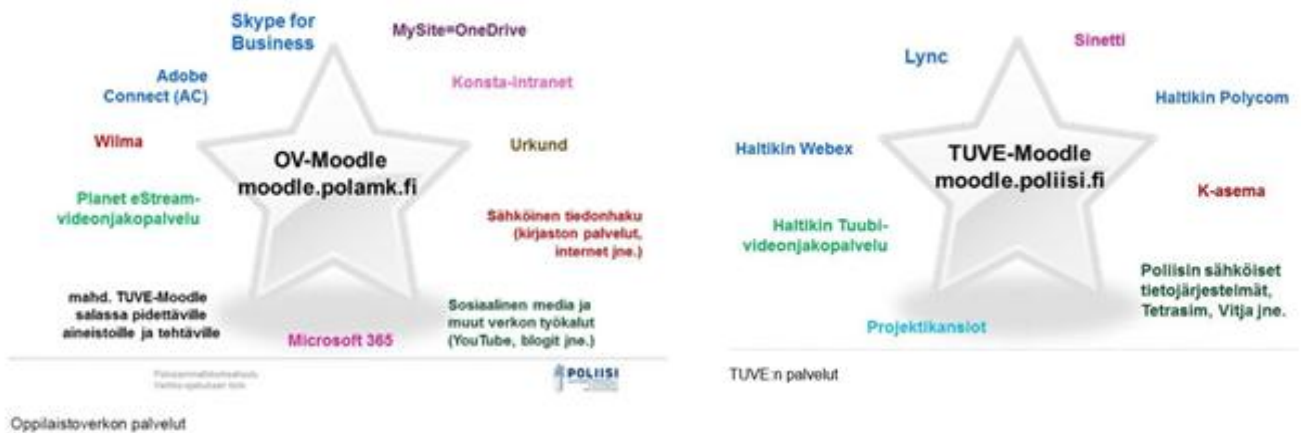 Skype for
Business
MySite=OneDrive
Adobe
Connect (AC)
Konsta-intranet
Wilma
Urkund
OV-Moodle
moodle.polamk.fi
Planet eStream-
videonjakopalvelu
Sähköinen tiedonhaku
(kirjaston palvelut,
internet jne.)
mahd. TUVE-Moodle
salassa pidettäville
aineistoille ja tehtäville
Microsoft 365
Sosiaalinen media ja
muut verkon työkalut
(YouTube, blogit jne.)
POLIISI
Oppilaistoverkon palvelut
Lync
Sinetti
Haltikin Polycom
Haltikin Webex
TUVE-Moodle
moodle.poliisi.fi
K-asema
Haltikin Tuubi-
videonjakopalvelu
Poliisin sähköiset
tietojärjestelmät,
Tetrasim, Vitja jne.
Projektikansiot
TUVE:n palvelut